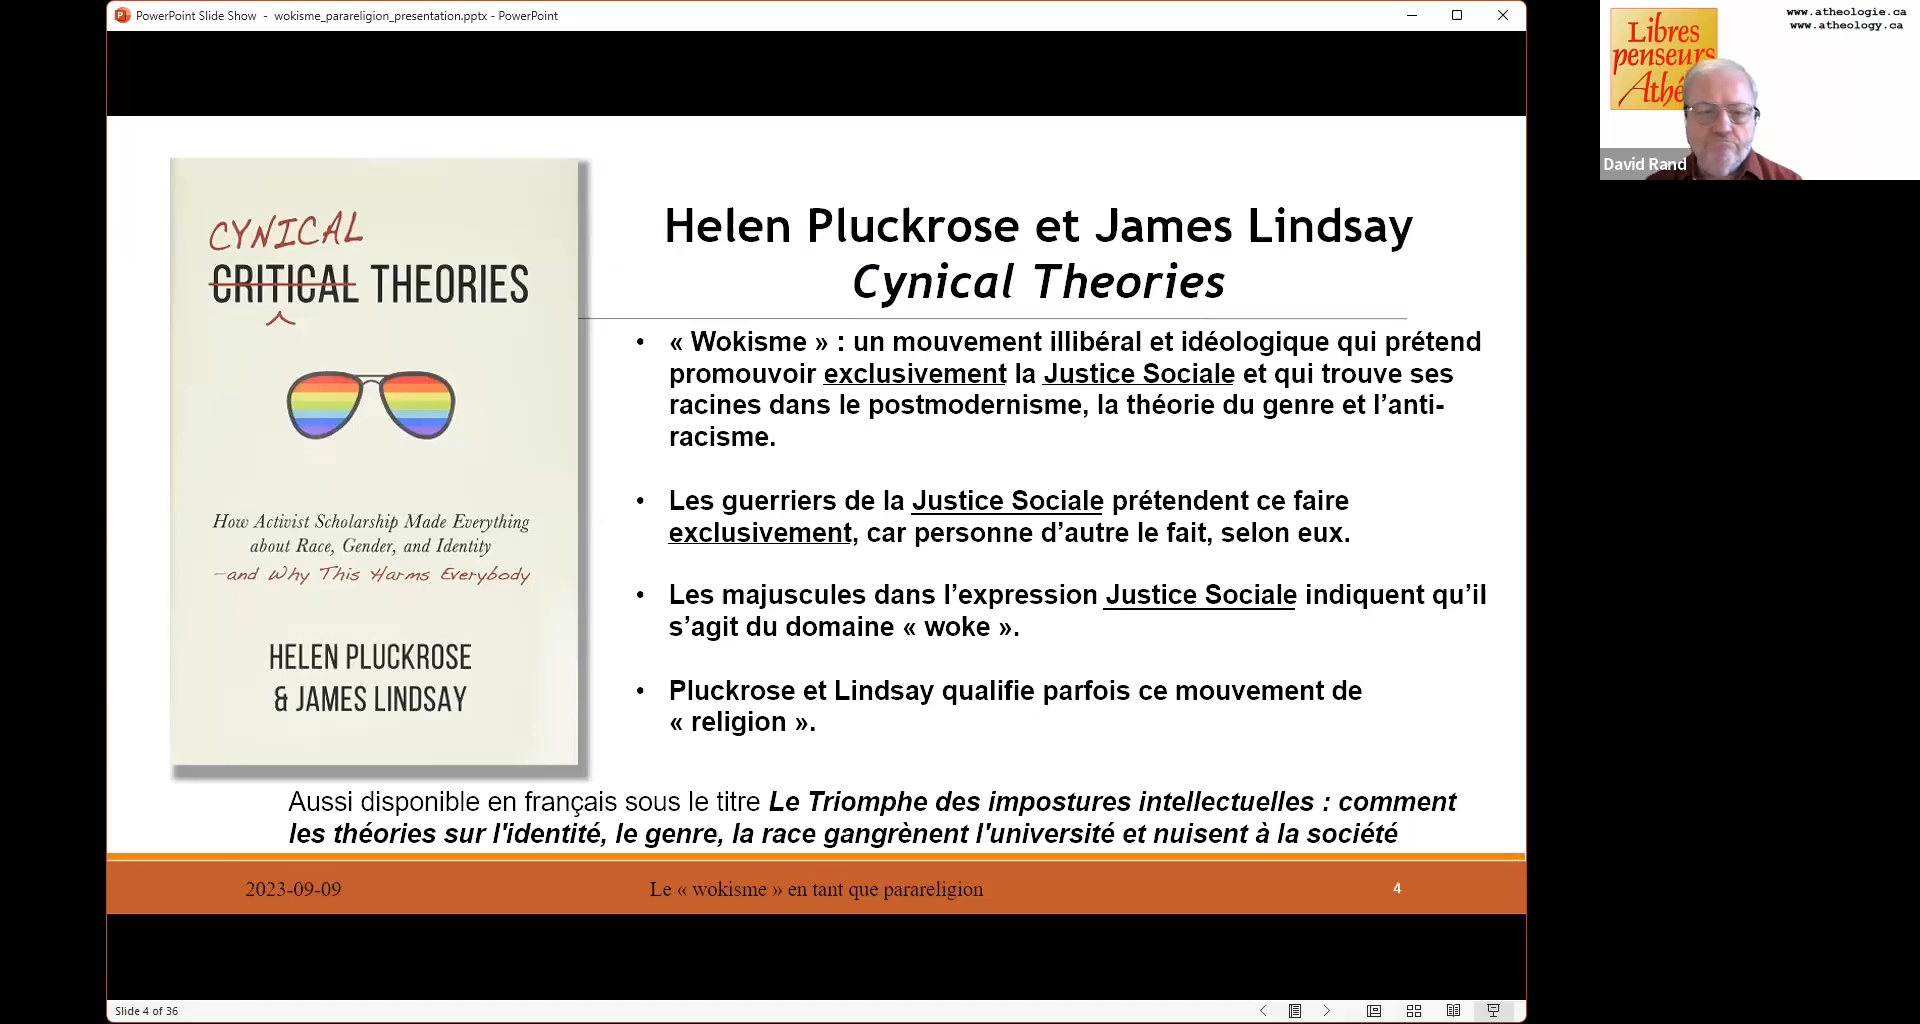 PowerPoint Slide Show - wokisme_parareligion_presentation.pptx - PowerPoint
www.atheologie.ca
www.atheology.ca
Libres
penseurs
Athé
David Rand
CYNICAL
CRITICAL THEORIES
How Activist Scholarship Made Everything
about Race, Gender, and Identity
—and Why This Harms Everybody
HELEN PLUCKROSE
& JAMES LINDSAY
Helen Pluckrose et James Lindsay
Cynical Theories
• « Wokisme » : un mouvement illibéral et idéologique qui prétend
promouvoir exclusivement la Justice Sociale et qui trouve ses
racines dans le postmodernisme, la théorie du genre et l’anti-
racisme.
• Les guerriers de la Justice Sociale prétendent ce faire
exclusivement, car personne d’autre le fait, selon eux.
• Les majuscules dans l’expression Justice Sociale indiquent qu’il
s’agit du domaine « woke ».
• Pluckrose et Lindsay qualifie parfois ce mouvement de
« religion ».
Aussi disponible en français sous le titre Le Triomphe des impostures intellectuelles : comment
les théories sur l'identité, le genre, la race gangrènent l'université et nuisent à la société
2023-09-09
Le « wokisme » en tant que parareligion
4
Slide 4 of 36